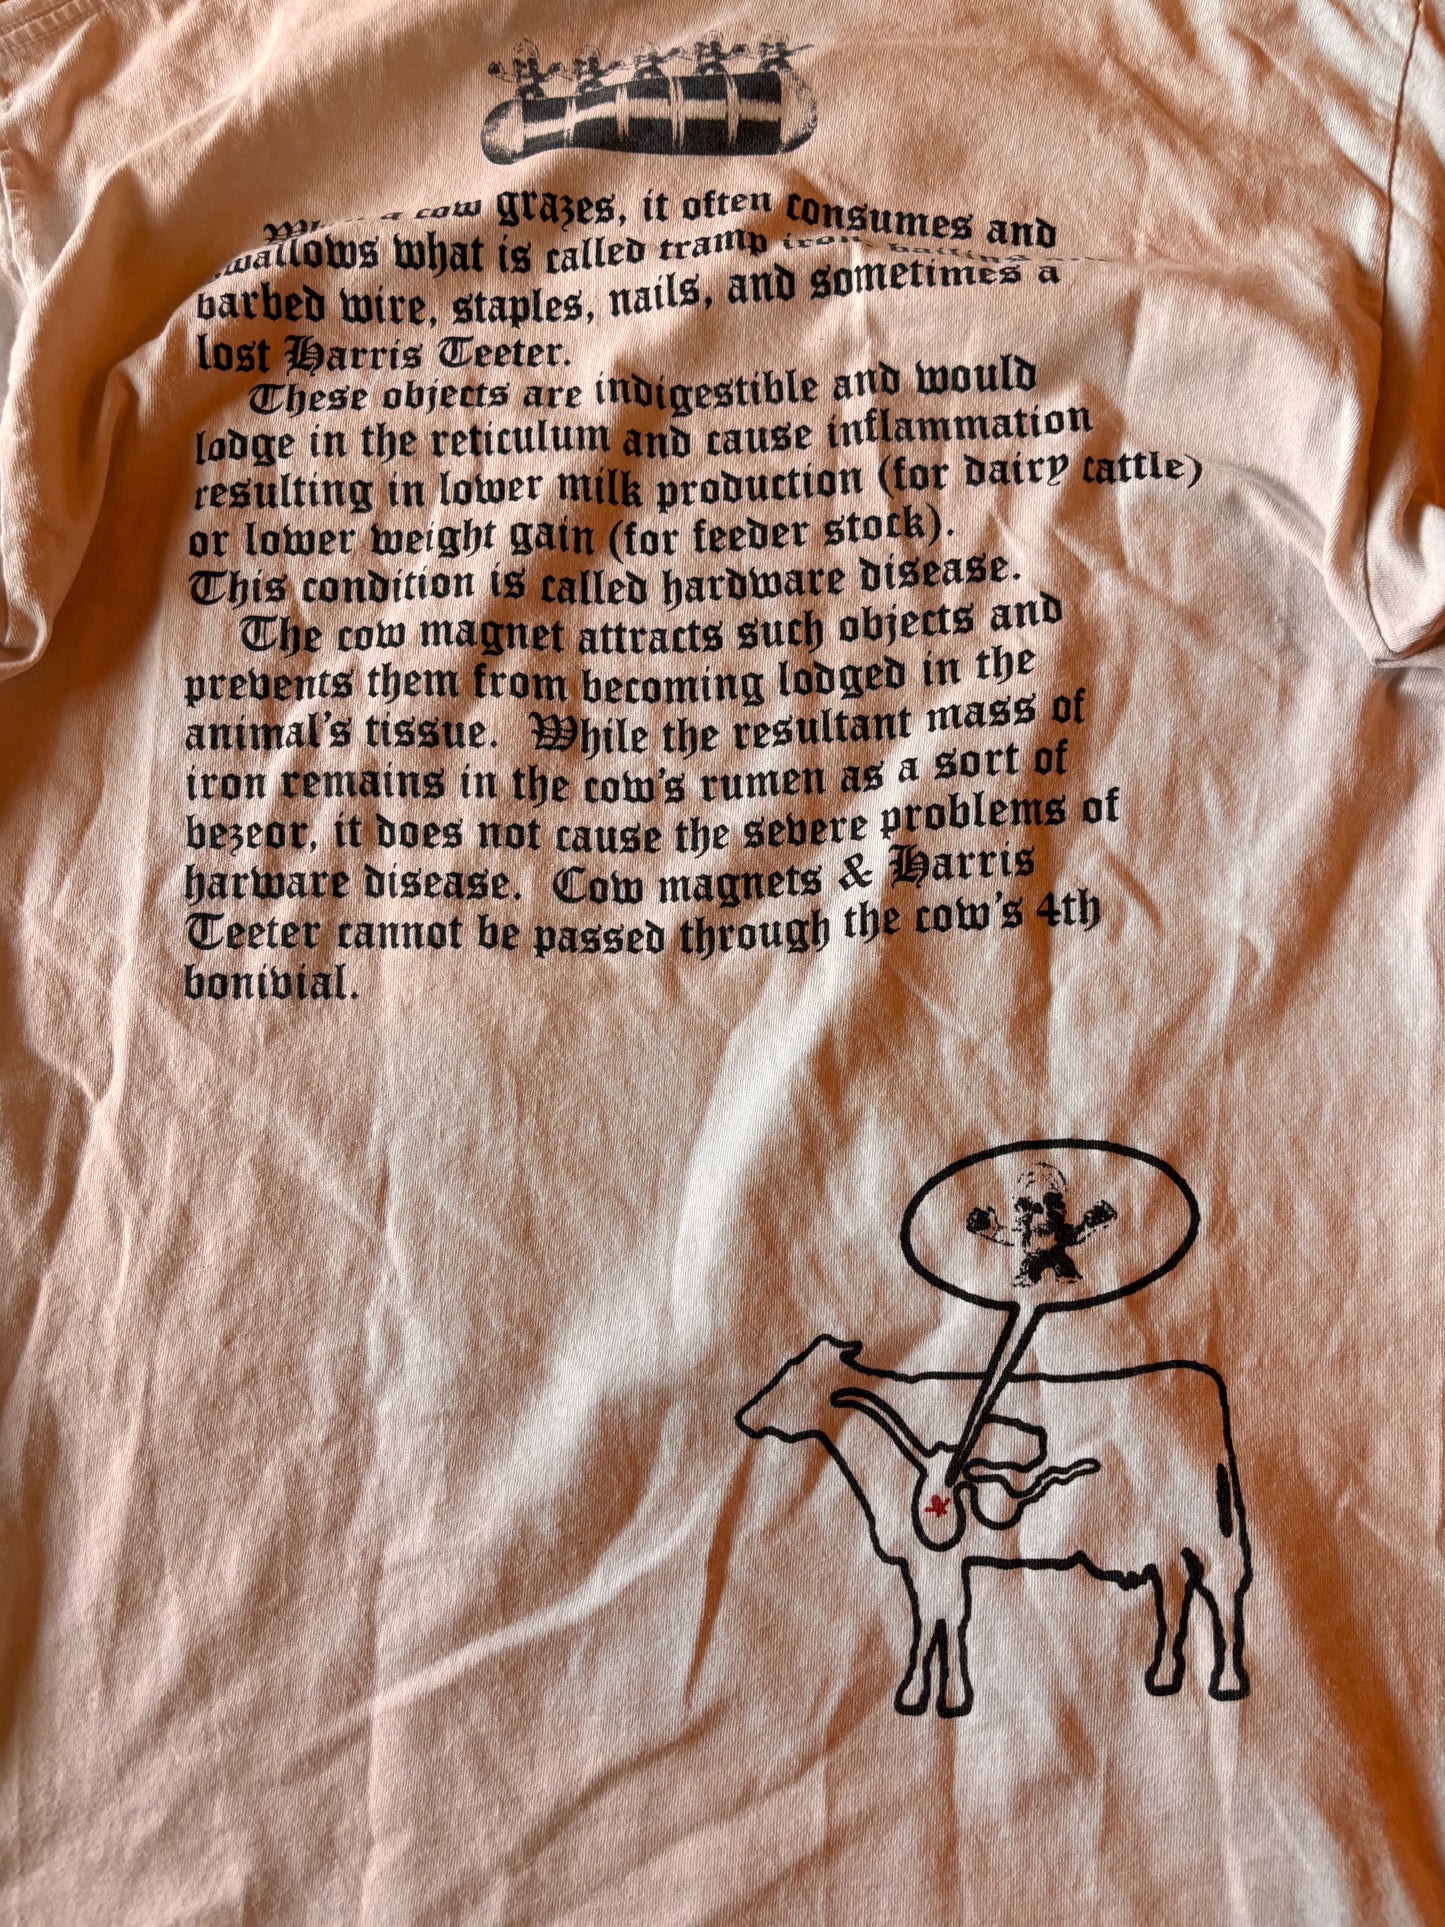 a cow grazes, it often consumes and
swallows what is called tramp iron: baling
barbed wire, staples, nails, and sometimes a
lost Harris Teeter.
These objects are indigestible and would
lodge in the reticulum and cause inflammation
resulting in lower milk production (for dairy cattle)
or lower weight gain (for feeder stock).
This condition is called hardware disease.
The cow magnet attracts such objects and
prevents them from becoming lodged in the
animal's tissue. While the resultant mass of
iron remains in the cow's rumen as a sort of
bezeor, it does not cause the severe problems of
harware disease. Cow magnets & Harris
Teeter cannot be passed through the cow's 4th
bonivial.